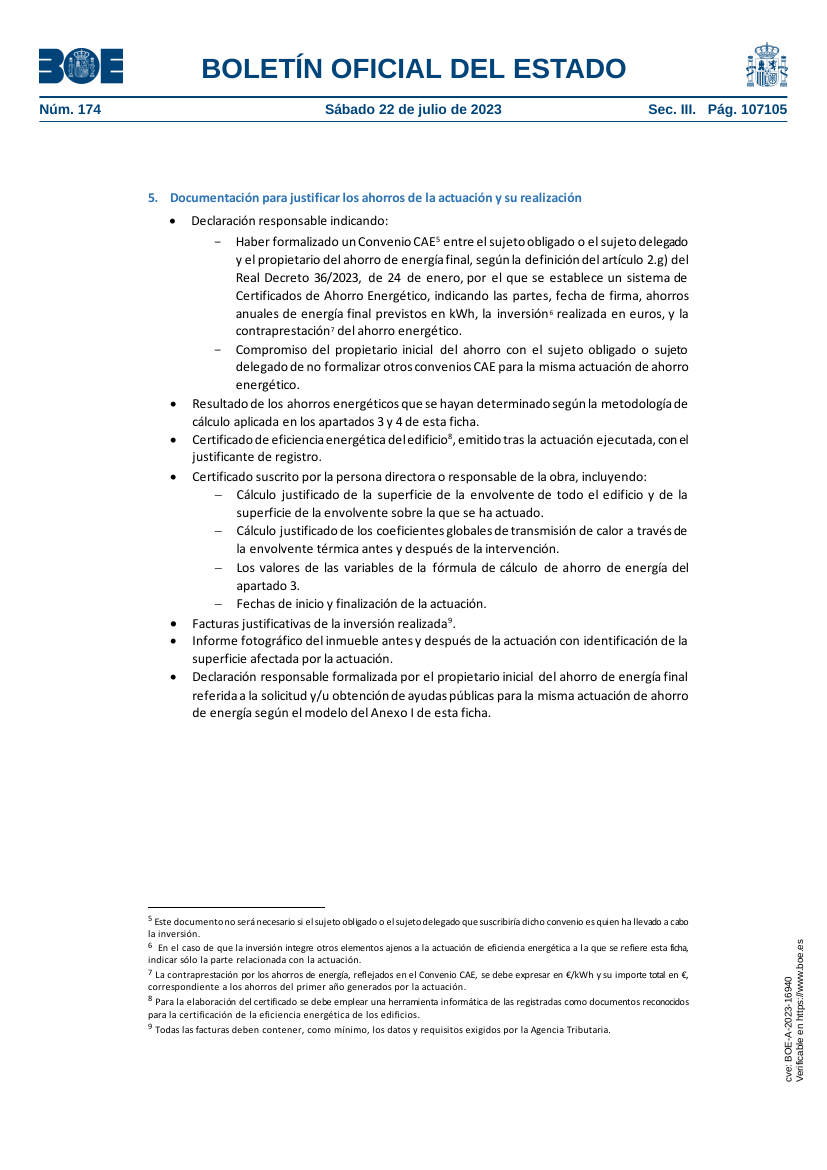 BOE
BOLETÍN OFICIAL DEL ESTADO
Núm. 174
Sábado 22 de julio de 2023
Sec. III. Pág. 107105
5. Documentación para justificar los ahorros de la actuación y su realización
• Declaración responsable indicando:
− Haber formalizado un Convenio CAE⁵ entre el sujeto obligado o el sujeto delegado
y el propietario del ahorro de energía final, según la definición del artículo 2.g) del
Real Decreto 36/2023, de 24 de enero, por el que se establece un sistema de
Certificados de Ahorro Energético, indicando las partes, fecha de firma, ahorros
anuales de energía final previstos en kWh, la inversión⁶ realizada en euros, y la
contraprestación⁷ del ahorro energético.
− Compromiso del propietario inicial del ahorro con el sujeto obligado o sujeto
delegado de no formalizar otros convenios CAE para la misma actuación de ahorro
energético.
• Resultado de los ahorros energéticos que se hayan determinado según la metodología de
cálculo aplicada en los apartados 3 y 4 de esta ficha.
• Certificado de eficiencia energética del edificio⁸, emitido tras la actuación ejecutada, con el
justificante de registro.
• Certificado suscrito por la persona directora o responsable de la obra, incluyendo:
− Cálculo justificado de la superficie de la envolvente de todo el edificio y de la
superficie de la envolvente sobre la que se ha actuado.
− Cálculo justificado de los coeficientes globales de transmisión de calor a través de
la envolvente térmica antes y después de la intervención.
− Los valores de las variables de la fórmula de cálculo de ahorro de energía del
apartado 3.
− Fechas de inicio y finalización de la actuación.
• Facturas justificativas de la inversión realizada⁹.
• Informe fotográfico del inmueble antes y después de la actuación con identificación de la
superficie afectada por la actuación.
• Declaración responsable formalizada por el propietario inicial del ahorro de energía final
referida a la solicitud y/u obtención de ayudas públicas para la misma actuación de ahorro
de energía según el modelo del Anexo I de esta ficha.
⁵ Este documento no será necesario si el sujeto obligado o el sujeto delegado que suscribiría dicho convenio es quien ha llevado a cabo
la inversión.
⁶ En el caso de que la inversión integre otros elementos ajenos a la actuación de eficiencia energética a la que se refiere esta ficha,
indicar sólo la parte relacionada con la actuación.
⁷ La contraprestación por los ahorros de energía, reflejados en el Convenio CAE, se debe expresar en €/kWh y su importe total en €,
correspondiente a los ahorros del primer año generados por la actuación.
⁸ Para la elaboración del certificado se debe emplear una herramienta informática de las registradas como documentos reconocidos
para la certificación de la eficiencia energética de los edificios.
⁹ Todas las facturas deben contener, como mínimo, los datos y requisitos exigidos por la Agencia Tributaria.
cve: BOE-A-2023-16940
Verificable en https://www.boe.es